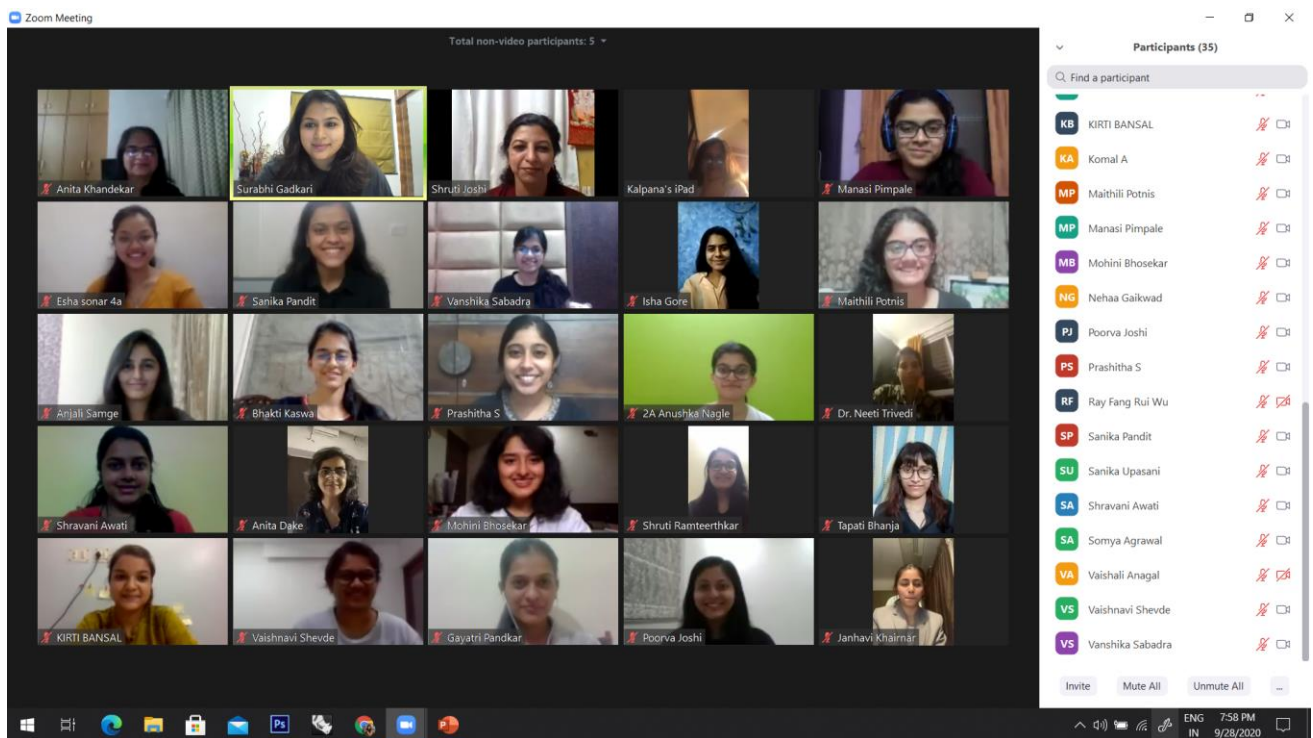 Zoom Meeting
Total non-video participants: 5
Anita Khandekar
Surabhi Gadkari
Shruti Joshi
Kalpana's iPad
Manasi Pimpale
Esha sonar 4a
Sanika Pandit
Vanshika Sabadra
Isha Gore
Maithili Potnis
Anjali Samge
Bhakti Kaswa
Prashitha S
2A Anushka Nagle
Dr. Neeti Trivedi
Shravani Awati
Anita Dake
Mohini Bhosekar
Shruti Ramteerthkar
Tapati Bhanja
KIRTI BANSAL
Vaishnavi Shevde
Gayatri Pandkar
Poorva Joshi
Janhavi Khairnar
Participants (35)
Find a participant
KB KIRTI BANSAL
KA Komal A
MP Maithili Potnis
MP Manasi Pimpale
MB Mohini Bhosekar
NG Nehaa Gaikwad
PJ Poorva Joshi
PS Prashitha S
RF Ray Fang Rui Wu
SP Sanika Pandit
SU Sanika Upasani
SA Shravani Awati
SA Somya Agrawal
VA Vaishali Anagal
VS Vaishnavi Shevde
VS Vanshika Sabadra
Invite Mute All Unmute All ...
Ps
ENG 7:58 PM
IN 9/28/2020